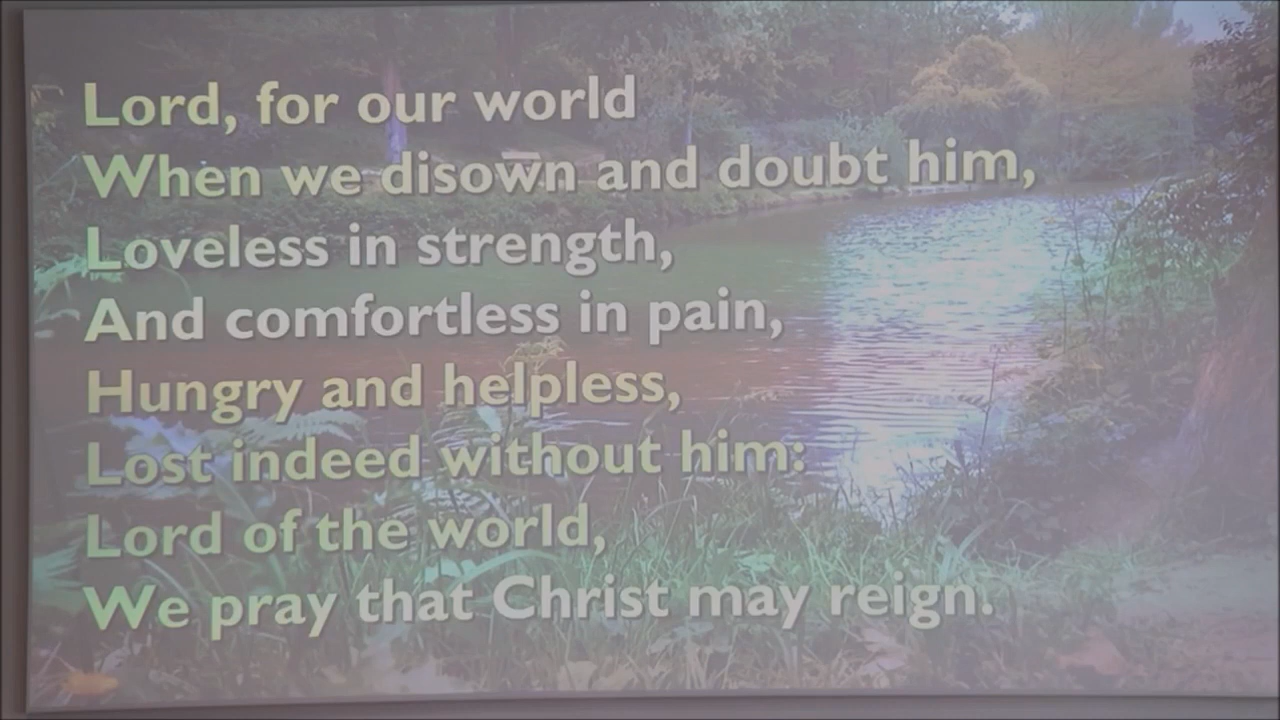 Lord, for our world
When we disown and doubt him,
Loveless in strength,
And comfortless in pain,
Hungry and helpless,
Lost indeed without him:
Lord of the world,
We pray that Christ may reign.